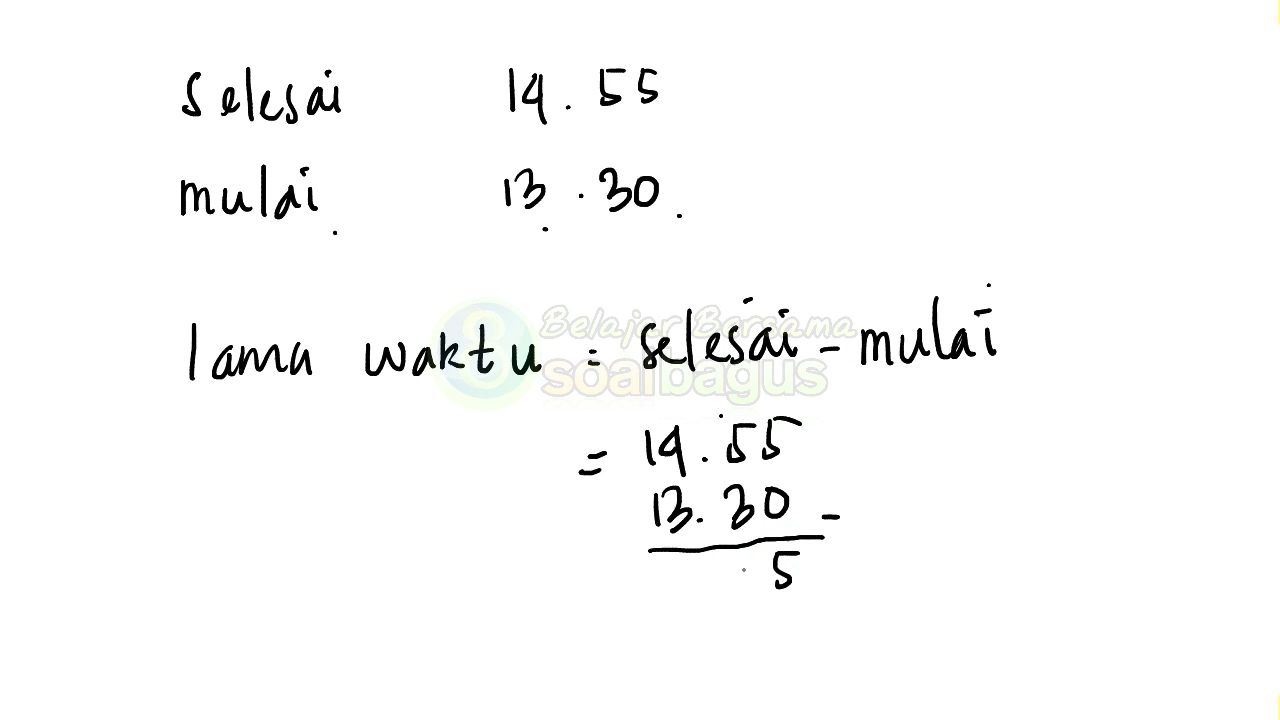 Selesai 14.55
mulai 13.30
lama waktu = selesai - mulai
= 14.55
13.30 -
5
Belajar Bersama
soalbagus